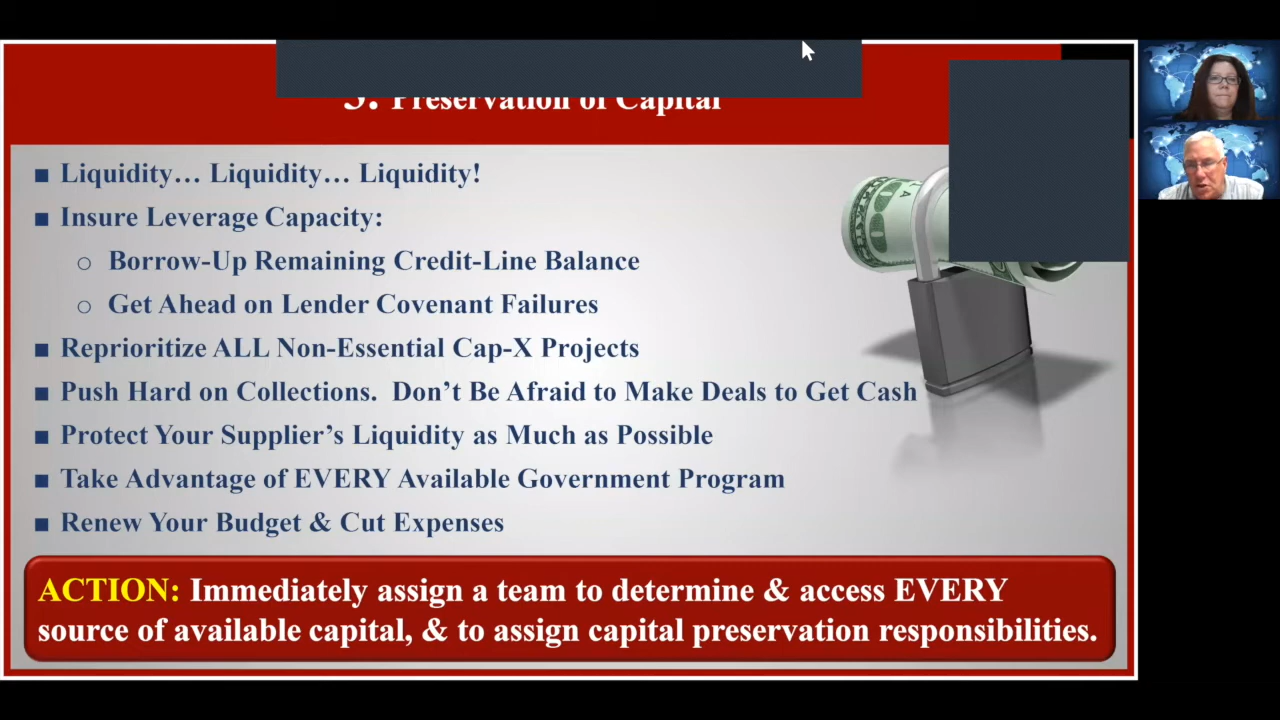 Preservation of Capital
■ Liquidity… Liquidity… Liquidity!
■ Insure Leverage Capacity:
o Borrow-Up Remaining Credit-Line Balance
o Get Ahead on Lender Covenant Failures
■ Reprioritize ALL Non-Essential Cap-X Projects
■ Push Hard on Collections. Don’t Be Afraid to Make Deals to Get Cash
■ Protect Your Supplier’s Liquidity as Much as Possible
■ Take Advantage of EVERY Available Government Program
■ Renew Your Budget & Cut Expenses
ACTION: Immediately assign a team to determine & access EVERY
source of available capital, & to assign capital preservation responsibilities.